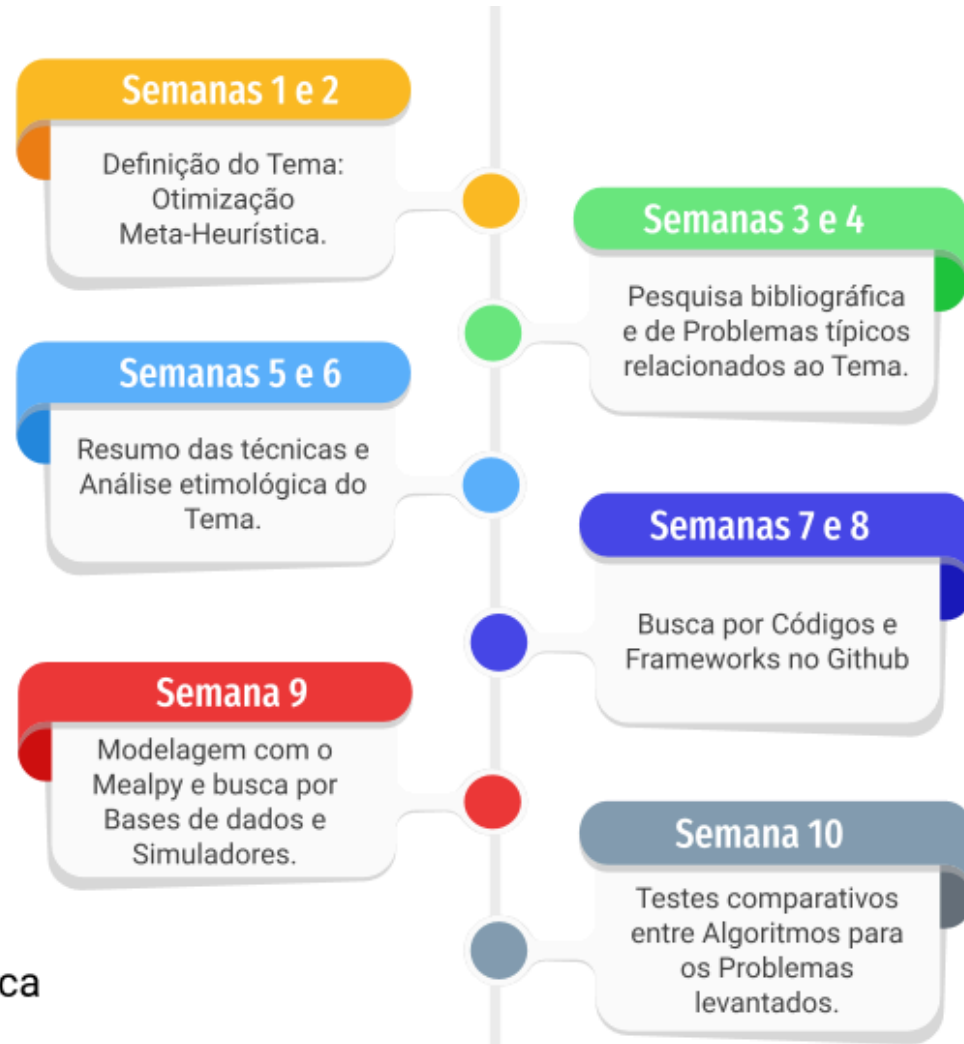 Semanas 1 e 2
Definição do Tema:
Otimização
Meta-Heurística.
Semanas 3 e 4
Pesquisa bibliográfica
e de Problemas típicos
relacionados ao Tema.
Semanas 5 e 6
Resumo das técnicas e
Análise etimológica do
Tema.
Semanas 7 e 8
Busca por Códigos e
Frameworks no Github
Semana 9
Modelagem com o
Mealpy e busca por
Bases de dados e
Simuladores.
Semana 10
Testes comparativos
entre Algoritmos para
os Problemas
levantados.
ca